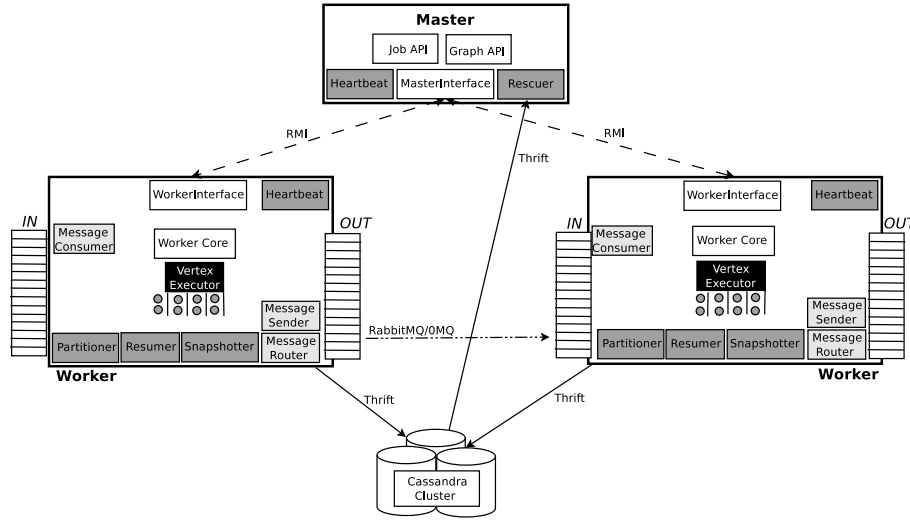 Master
Job API
Graph API
Heartbeat
MasterInterface
Rescuer
RMI
RMI
Thrift
WorkerInterface
Heartbeat
IN
OUT
Message
Consumer
Worker Core
Vertex
Executor
Message
Sender
Partitioner
Resumer
Snapshotter
Message
Router
Worker
RabbitMQ/0MQ
WorkerInterface
Heartbeat
IN
OUT
Message
Consumer
Worker Core
Vertex
Executor
Message
Sender
Partitioner
Resumer
Snapshotter
Message
Router
Worker
Thrift
Thrift
Cassandra
Cluster